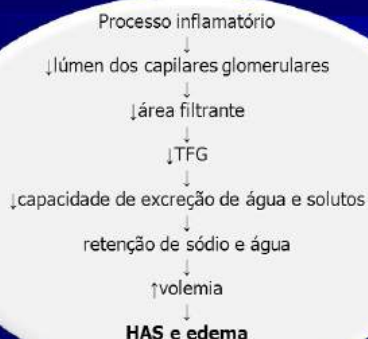 Processo inflamatório
↓
↓lúmen dos capilares glomerulares
↓
↓área filtrante
↓
↓TFG
↓
↓capacidade de excreção de água e solutos
↓
retenção de sódio e água
↓
↑volemia
↓
HAS e edema